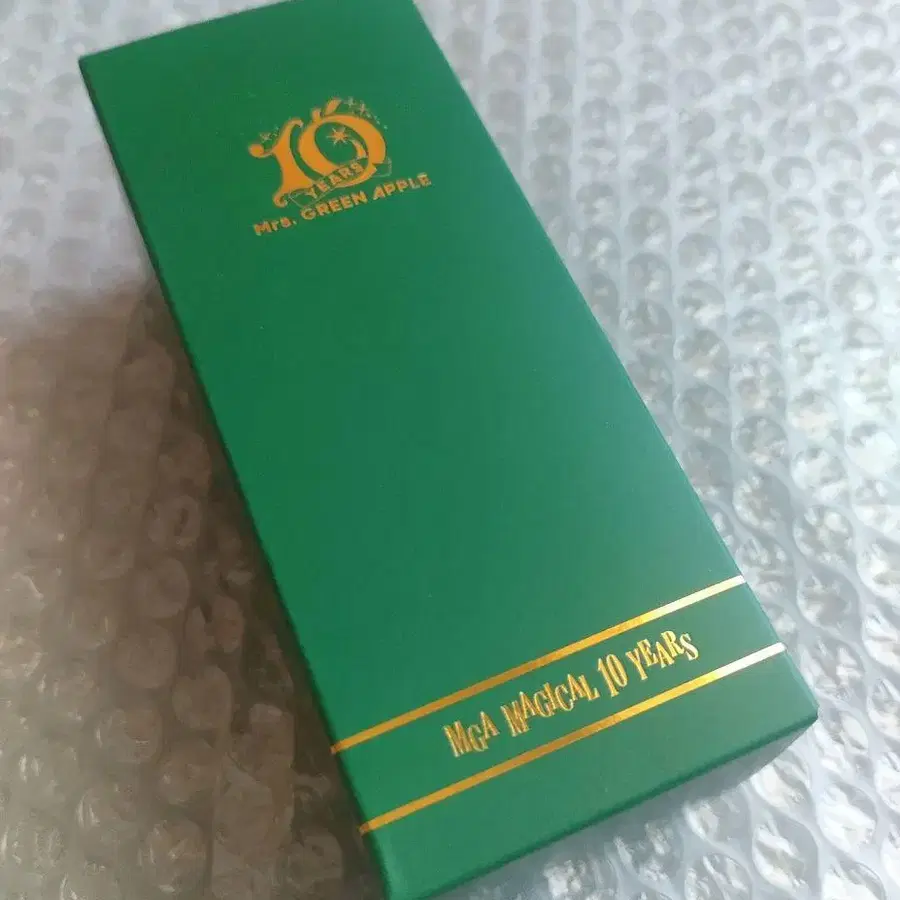 10
YEARS
Mrs. GREEN APPLE
MGA MAGICAL 10 YEARS